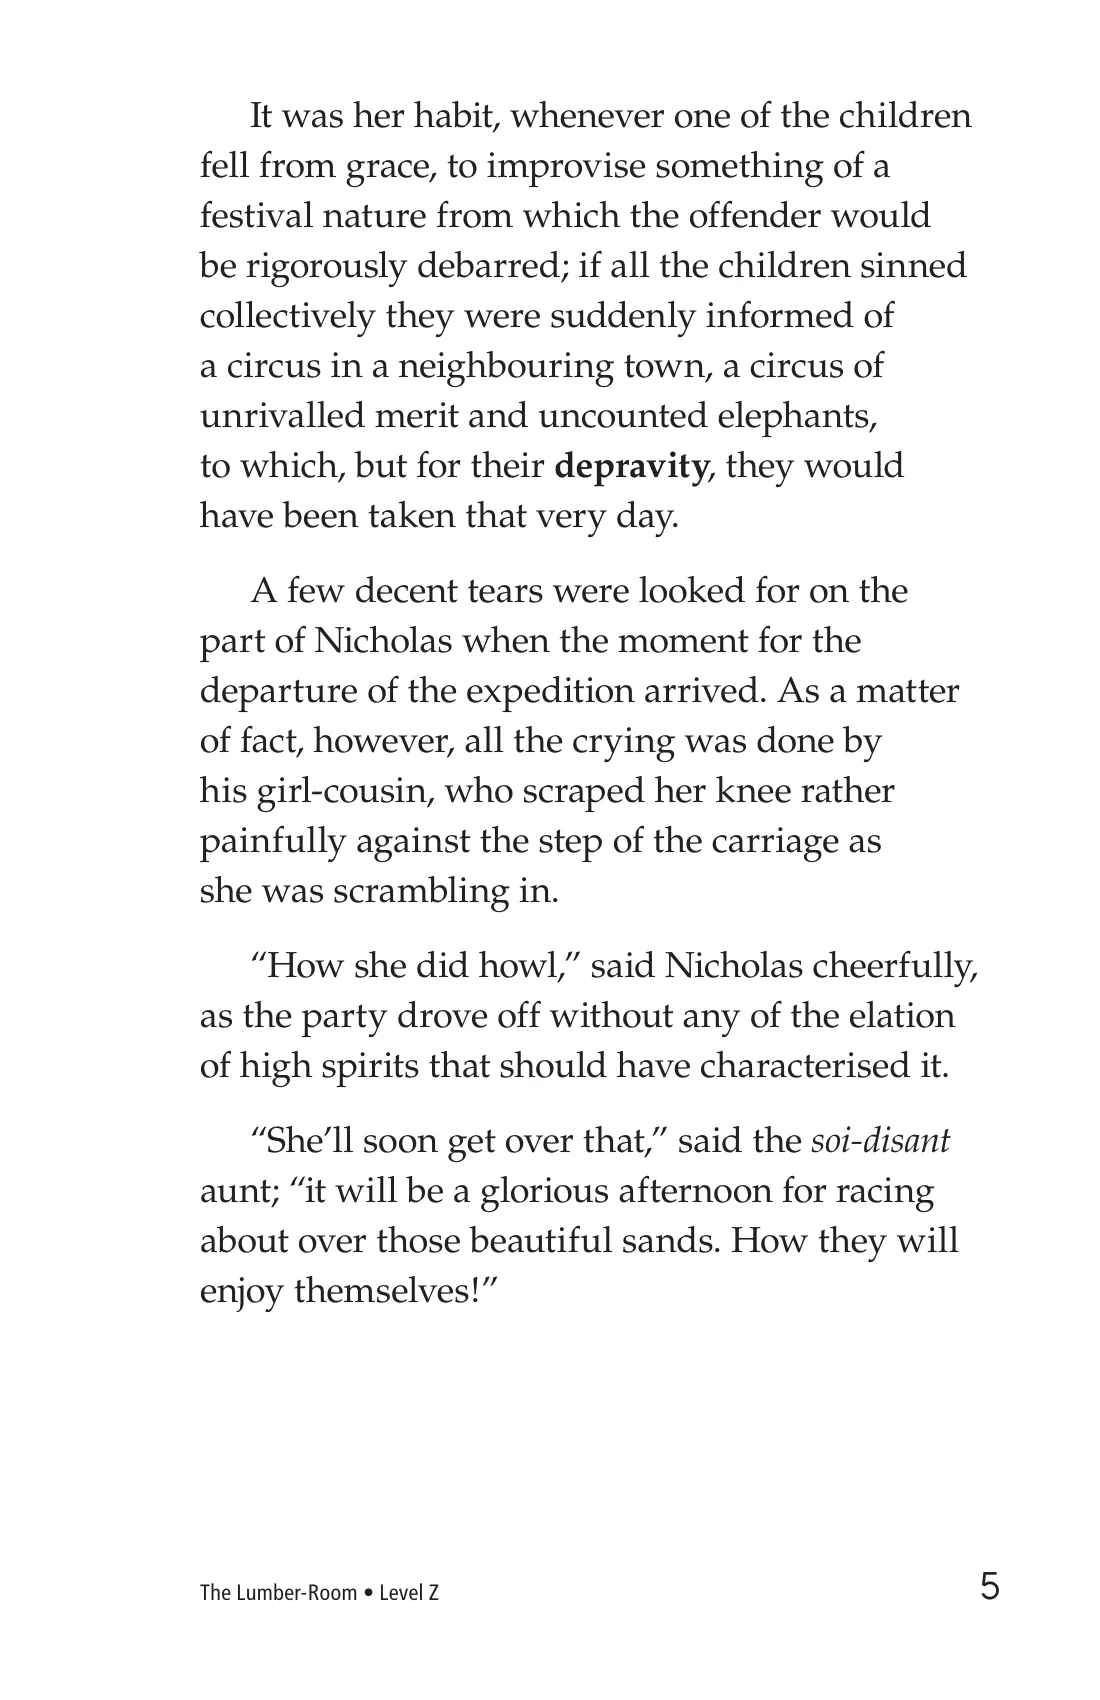 It was her habit, whenever one of the children
fell from grace, to improvise something of a
festival nature from which the offender would
be rigorously debarred; if all the children sinned
collectively they were suddenly informed of
a circus in a neighbouring town, a circus of
unrivalled merit and uncounted elephants,
to which, but for their depravity, they would
have been taken that very day.
A few decent tears were looked for on the
part of Nicholas when the moment for the
departure of the expedition arrived. As a matter
of fact, however, all the crying was done by
his girl-cousin, who scraped her knee rather
painfully against the step of the carriage as
she was scrambling in.
“How she did howl,” said Nicholas cheerfully,
as the party drove off without any of the elation
of high spirits that should have characterised it.
“She’ll soon get over that,” said the soi-disant
aunt; “it will be a glorious afternoon for racing
about over those beautiful sands. How they will
enjoy themselves!”
The Lumber-Room • Level Z 5